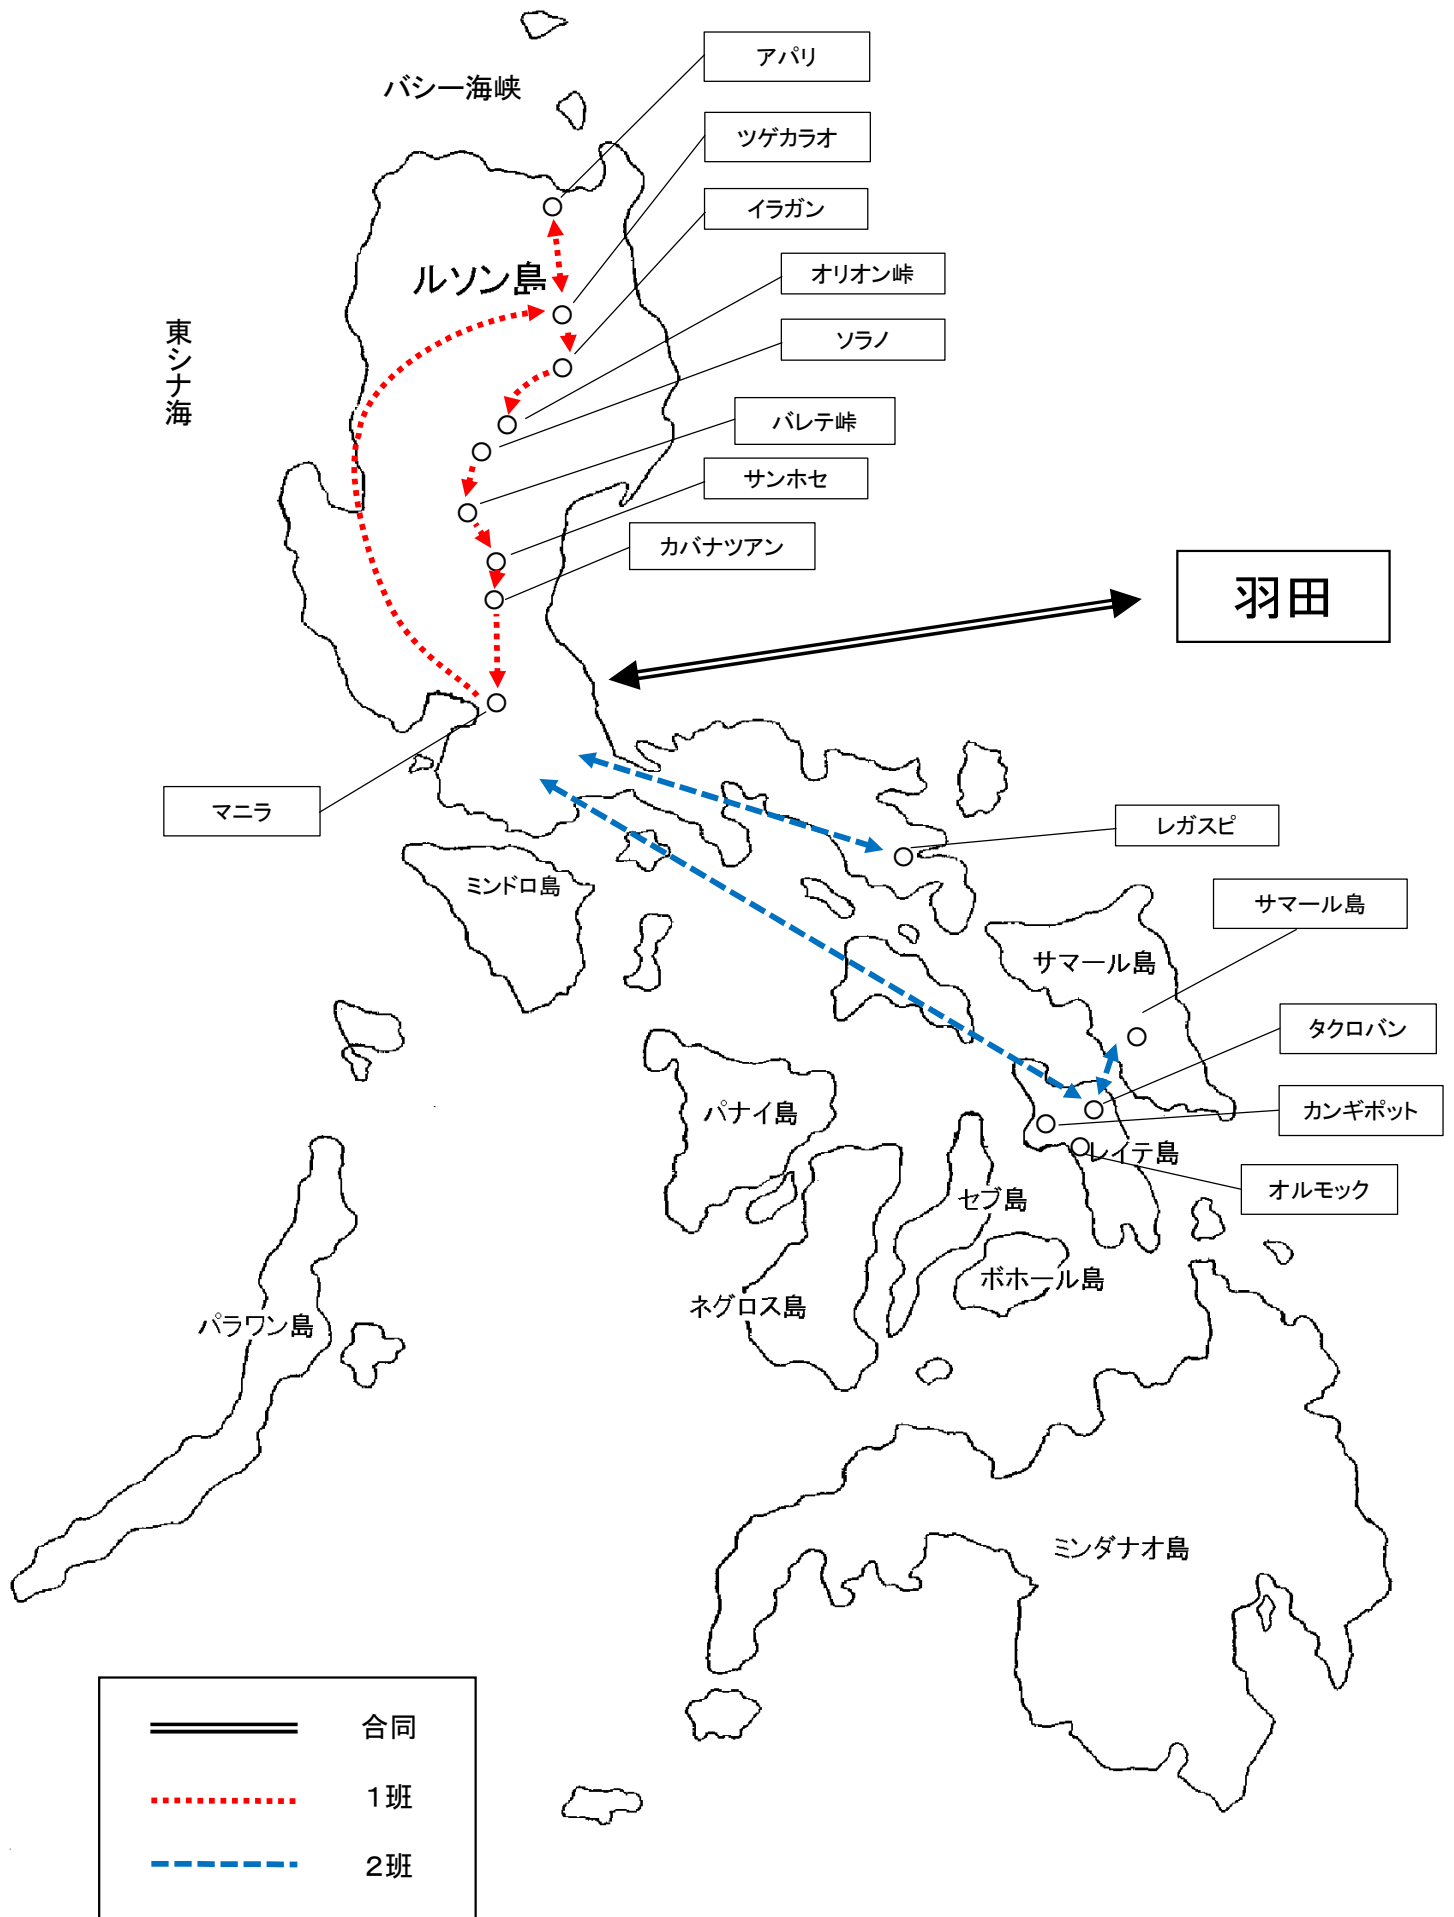 アパリ
バシー海峡
ツゲカラオ
イラガン
オリオン峠
ルソン島
ソラノ
東シナ海
バレテ峠
サンホセ
カバナツアン
羽田
マニラ
レガスピ
ミンドロ島
サマール島
サマール島
タクロバン
カンギポット
パナイ島
レイテ島
オルモック
セブ島
ボホール島
ネグロス島
パラワン島
ミンダナオ島
合同
１班
２班